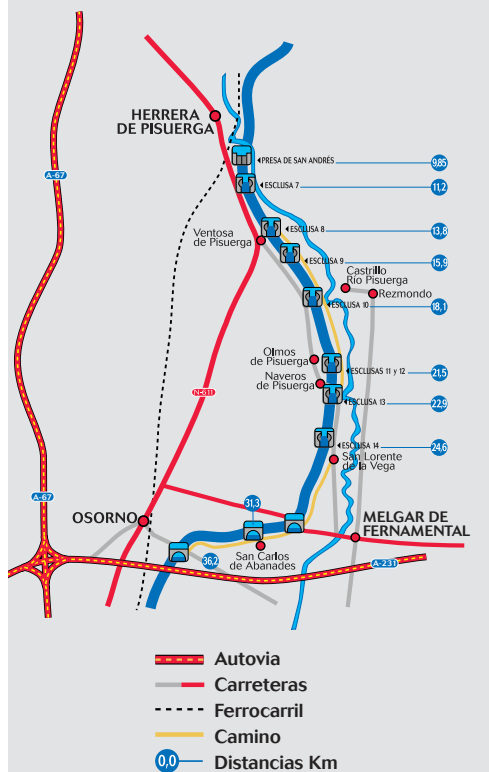 HERRERA
DE PISUERGA
PRESA DE SAN ANDRÉS
9,85
A-67
ESCLUSA 7
11,2
ESCLUSA 8
13,8
Ventosa
de Pisuerga
ESCLUSA 9
15,9
Castrillo
Río Pisuerga
Rezmondo
ESCLUSA 10
18,1
Olmos
de Pisuerga
ESCLUSAS 11 y 12
21,5
Naveros
de Pisuerga
N-611
ESCLUSA 13
22,9
ESCLUSA 14
24,6
San Lorente
de la Vega
A-67
31,3
OSORNO
MELGAR DE
FERNAMENTAL
San Carlos
de Abanades
36,2
A-231
Autovia
Carreteras
Ferrocarril
Camino
0,0 Distancias Km